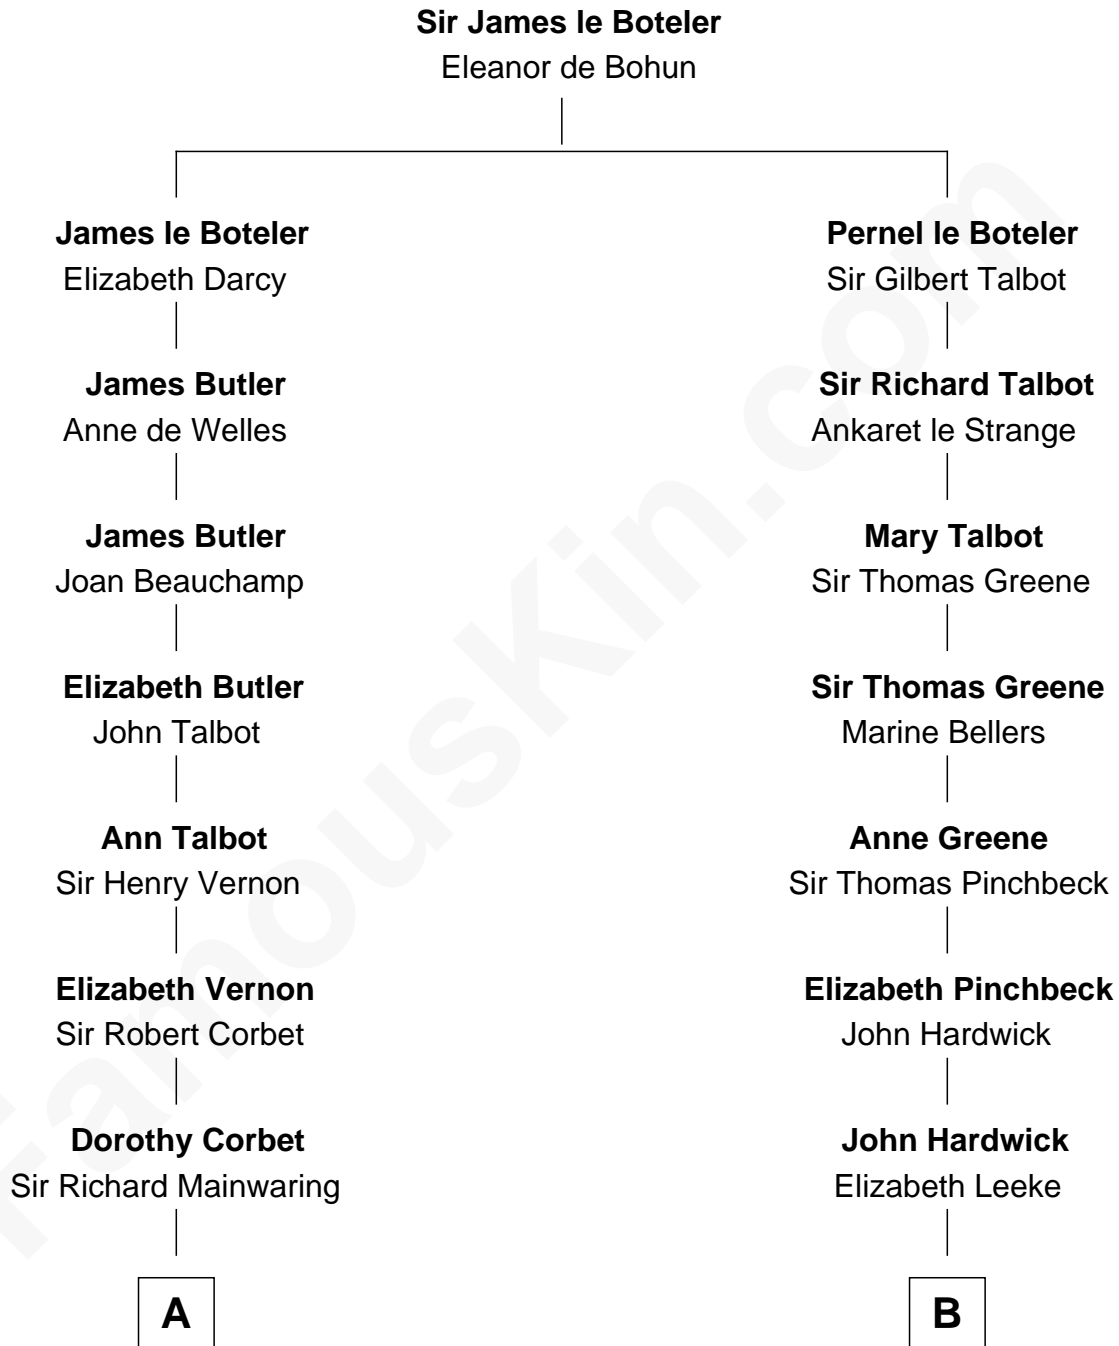 Sir James le Boteler
Eleanor de Bohun
James le Boteler
Elizabeth Darcy
James Butler
Anne de Welles
James Butler
Joan Beauchamp
Elizabeth Butler
John Talbot
Ann Talbot
Sir Henry Vernon
Elizabeth Vernon
Sir Robert Corbet
Dorothy Corbet
Sir Richard Mainwaring
A
Pernel le Boteler
Sir Gilbert Talbot
Sir Richard Talbot
Ankaret le Strange
Mary Talbot
Sir Thomas Greene
Sir Thomas Greene
Marine Bellers
Anne Greene
Sir Thomas Pinchbeck
Elizabeth Pinchbeck
John Hardwick
John Hardwick
Elizabeth Leeke
B
FamousKin.com